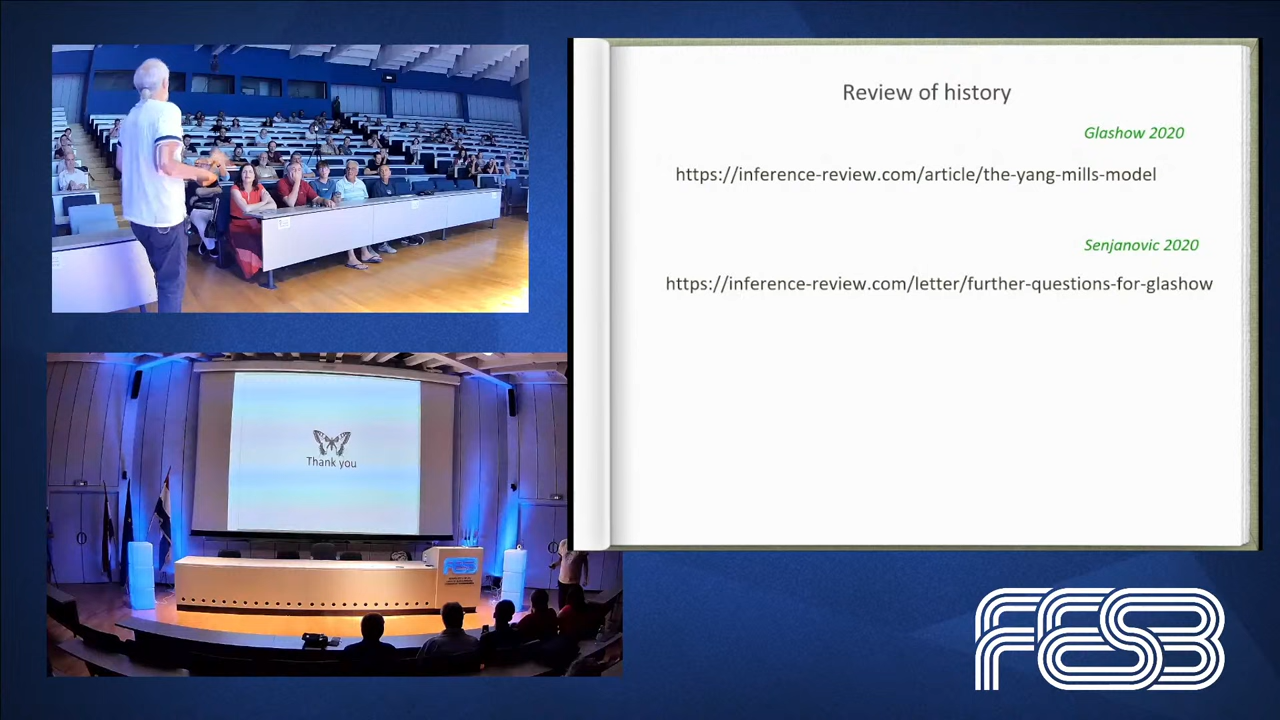 Review of history
Glashow 2020
https://inference-review.com/article/the-yang-mills-model
Senjanovic 2020
https://inference-review.com/letter/further-questions-for-glashow
Thank you
FESB
FESB